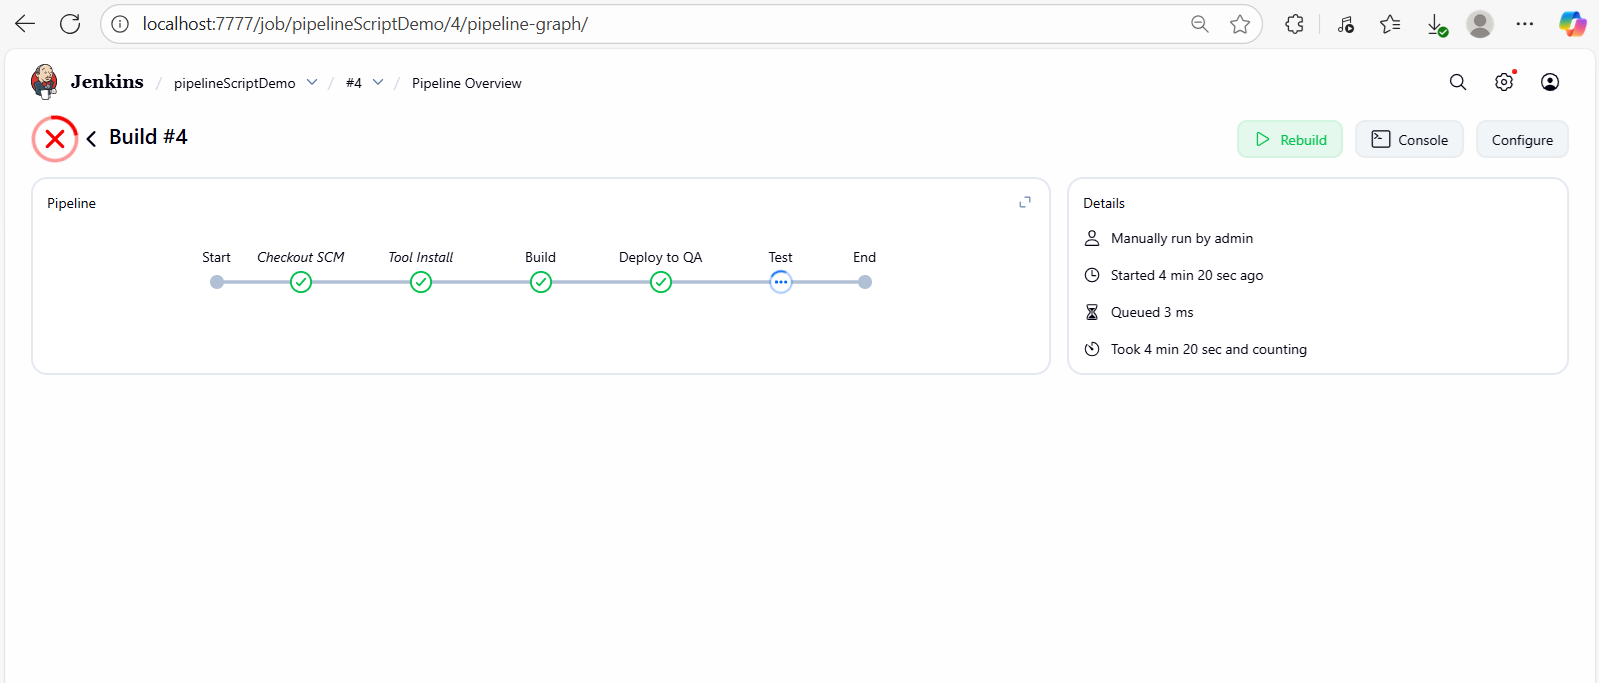 localhost:7777/job/pipelineScriptDemo/4/pipeline-graph/
Jenkins / pipelineScriptDemo / #4 / Pipeline Overview
Build #4
Rebuild
Console
Configure
Pipeline
Start
Checkout SCM
Tool Install
Build
Deploy to QA
Test
End
Details
Manually run by admin
Started 4 min 20 sec ago
Queued 3 ms
Took 4 min 20 sec and counting